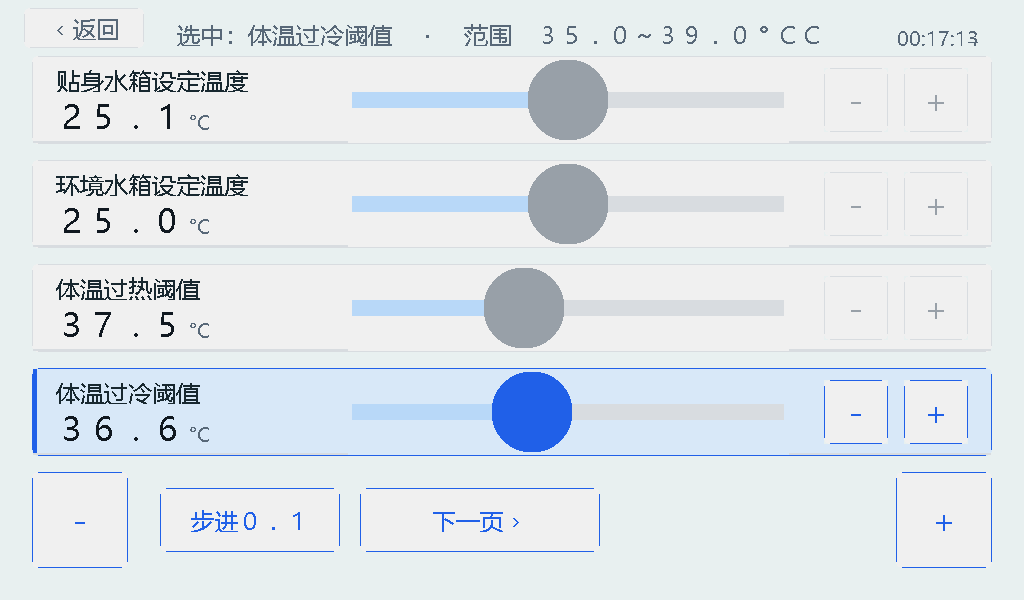 ‹ 返回
选中: 体温过冷阈值 · 范围 35.0~39.0°CC
00:17:13
贴身水箱设定温度
25.1 °C
- +
环境水箱设定温度
25.0 °C
- +
体温过热阈值
37.5 °C
- +
体温过冷阈值
36.6 °C
- +
- 步进0.1 下一页 › +